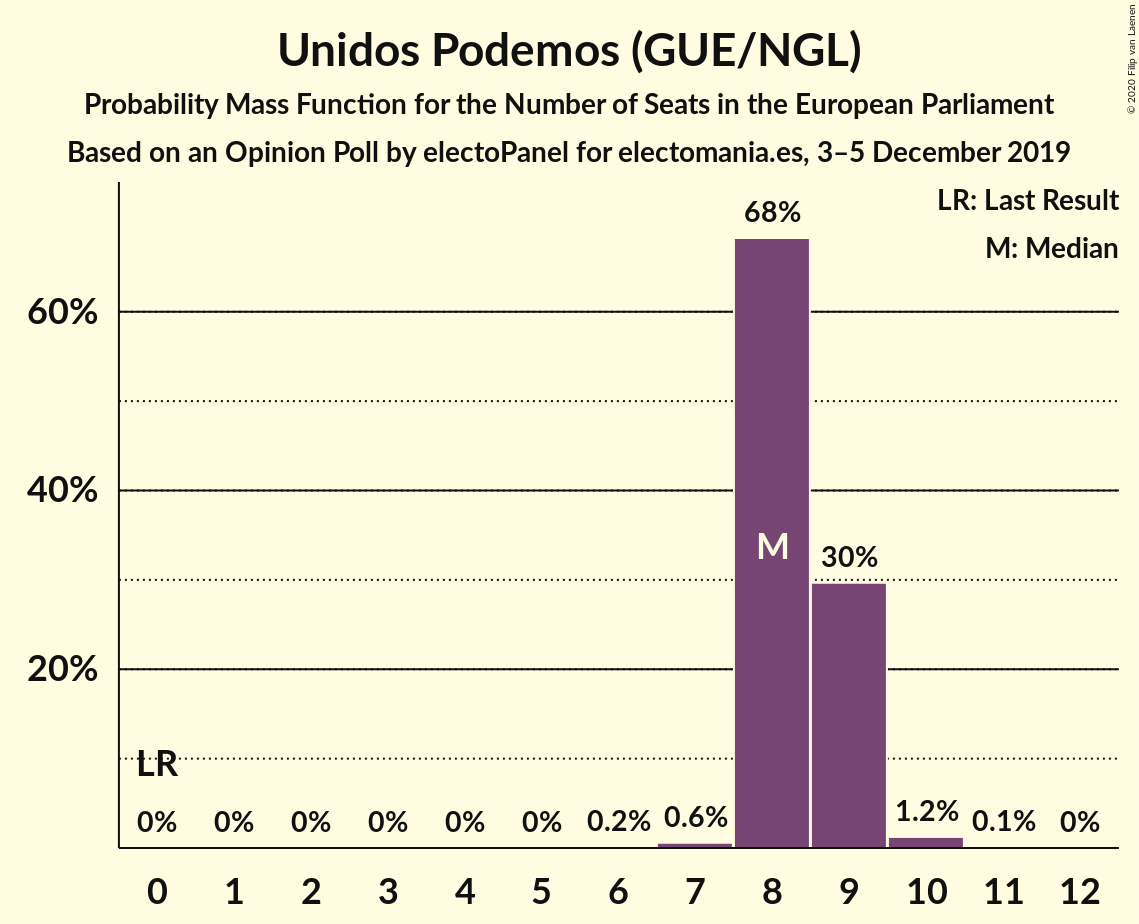 Unidos Podemos (GUE/NGL)
Probability Mass Function for the Number of Seats in the European Parliament
Based on an Opinion Poll by electoPanel for electomania.es, 3–5 December 2019
© 2020 Filip van Laenen
LR: Last Result
M: Median
68%
60%
40%
M
30%
20%
LR
0% 0% 0% 0% 0% 0% 0.2% 0.6% 1.2% 0.1% 0%
0 1 2 3 4 5 6 7 8 9 10 11 12